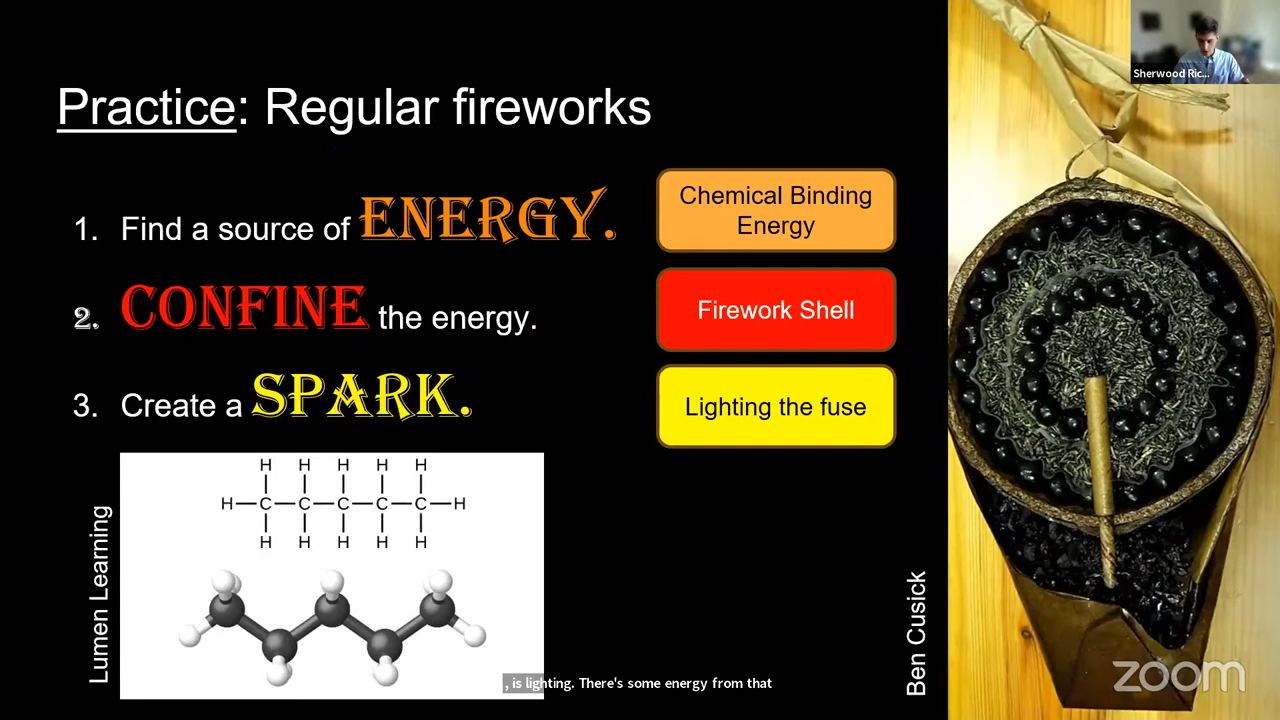 Sherwood Ric...
Practice: Regular fireworks
1. Find a source of ENERGY.
2. CONFINE the energy.
3. Create a SPARK.
Chemical Binding
Energy
Firework Shell
Lighting the fuse
H H H H H
H C C C C C H
H H H H H
Lumen Learning
Ben Cusick
, is lighting. There's some energy from that
zoom